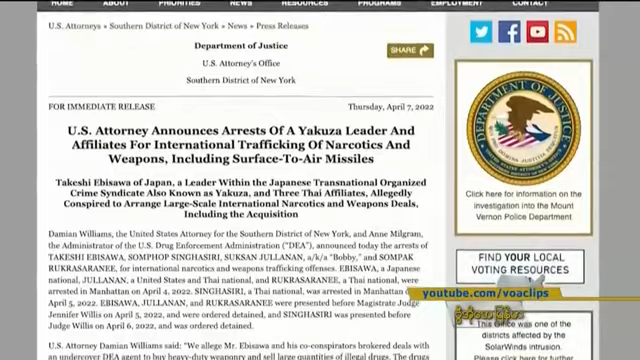 HOME ABOUT PRIORITIES NEWS RESOURCES PROGRAMS EMPLOYMENT CONTACT
U.S. Attorneys » Southern District of New York » News » Press Releases
Department of Justice
SHARE
U.S. Attorney's Office
Southern District of New York
FOR IMMEDIATE RELEASE
Thursday, April 7, 2022
U.S. Attorney Announces Arrests Of A Yakuza Leader And
Affiliates For International Trafficking Of Narcotics And
Weapons, Including Surface-To-Air Missiles
Takeshi Ebisawa of Japan, a Leader Within the Japanese Transnational Organized
Crime Syndicate Also Known as Yakuza, and Three Thai Affiliates, Allegedly
Conspired to Arrange Large-Scale International Narcotics and Weapons Deals,
Including the Acquisition
Damian Williams, the United States Attorney for the Southern District of New York, and Anne Milgram,
the Administrator of the U.S. Drug Enforcement Administration ("DEA"), announced today the arrests of
TAKESHI EBISAWA, SOMPHOP SINGHASIRI, SUKSAN JULLANAN, a/k/a "Bobby," and SOMPAK
RUKRASARANEE, for international narcotics and weapons trafficking offenses. EBISAWA, a Japanese
national, JULLANAN, a United States and Thai national, and RUKRASARANEE, a Thai national, were
arrested in Manhattan on April 4, 2022. SINGHASIRI, a Thai national, was arrested in Manhattan on
April 5, 2022. EBISAWA, JULLANAN, and RUKRASARANEE were presented before Magistrate Judge
Jennifer Willis on April 5, 2022, and were ordered detained, and SINGHASIRI was presented before
Judge Willis on April 6, 2022, and was ordered detained.
U.S. Attorney Damian Williams said: "We allege Mr. Ebisawa and his co-conspirators brokered deals with
an undercover DEA agent to buy heavy-duty weaponry and sell large quantities of illegal drugs. The drugs
DEPARTMENT OF JUSTICE
Click here for information on the
investigation into the Mount
Vernon Police Department
FIND YOUR LOCAL
VOTING RESOURCES
youtube.com/voaclips
This Office was one of the
districts affected by the
SolarWinds intrusion
Please click here further